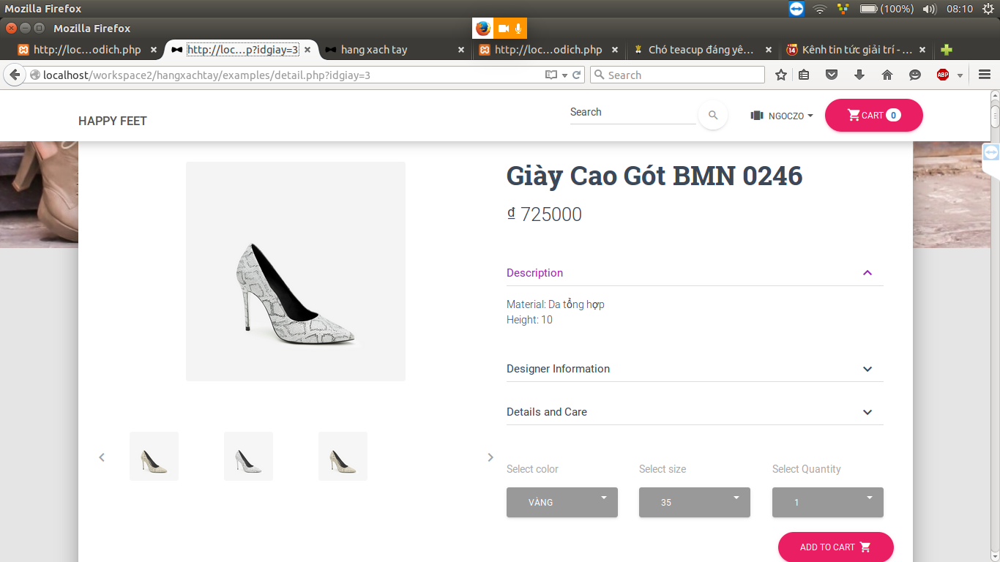 Mozilla Firefox
(100%)
08:10
Mozilla Firefox
http://loc...odich.php
http://loc...p?idgiay=3
hang xach tay
http://loc...odich.php
Chó teacup đáng yê...
Kênh tin tức giải trí - ...
localhost/workspace2/hangxachtay/examples/detail.php?idgiay=3
Search
ABP
HAPPY FEET
Search
NGOCZO
CART 0
Giày Cao Gót BMN 0246
₫ 725000
Description
Material: Da tổng hợp
Height: 10
Designer Information
Details and Care
Select color
Select size
Select Quantity
VÀNG
35
1
ADD TO CART